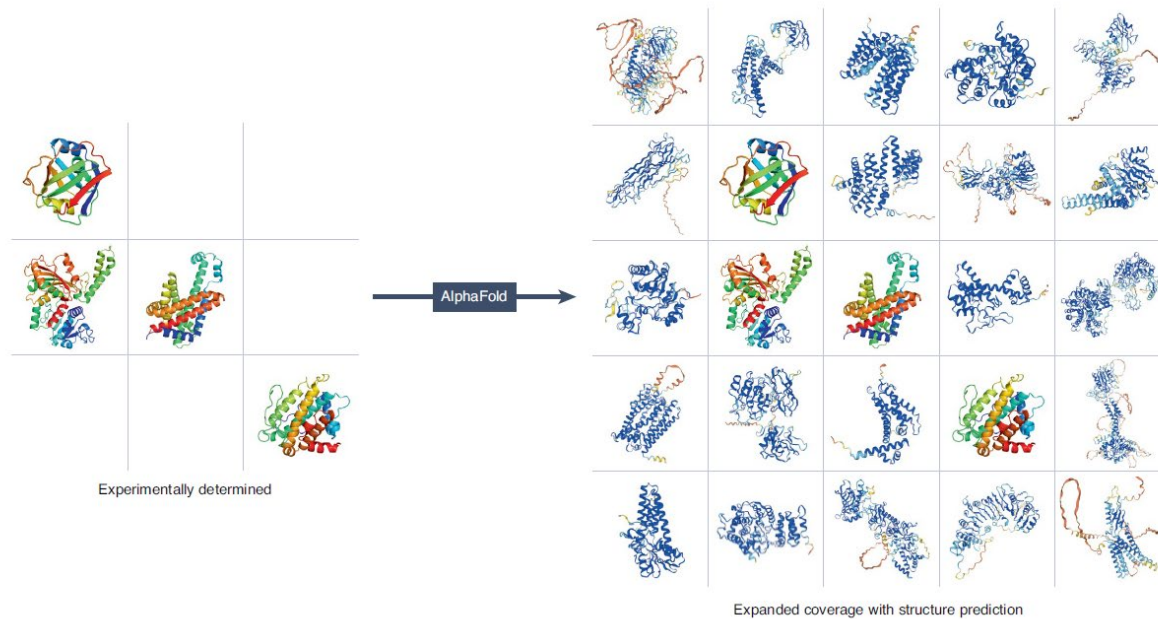 AlphaFold
Experimentally determined
Expanded coverage with structure prediction